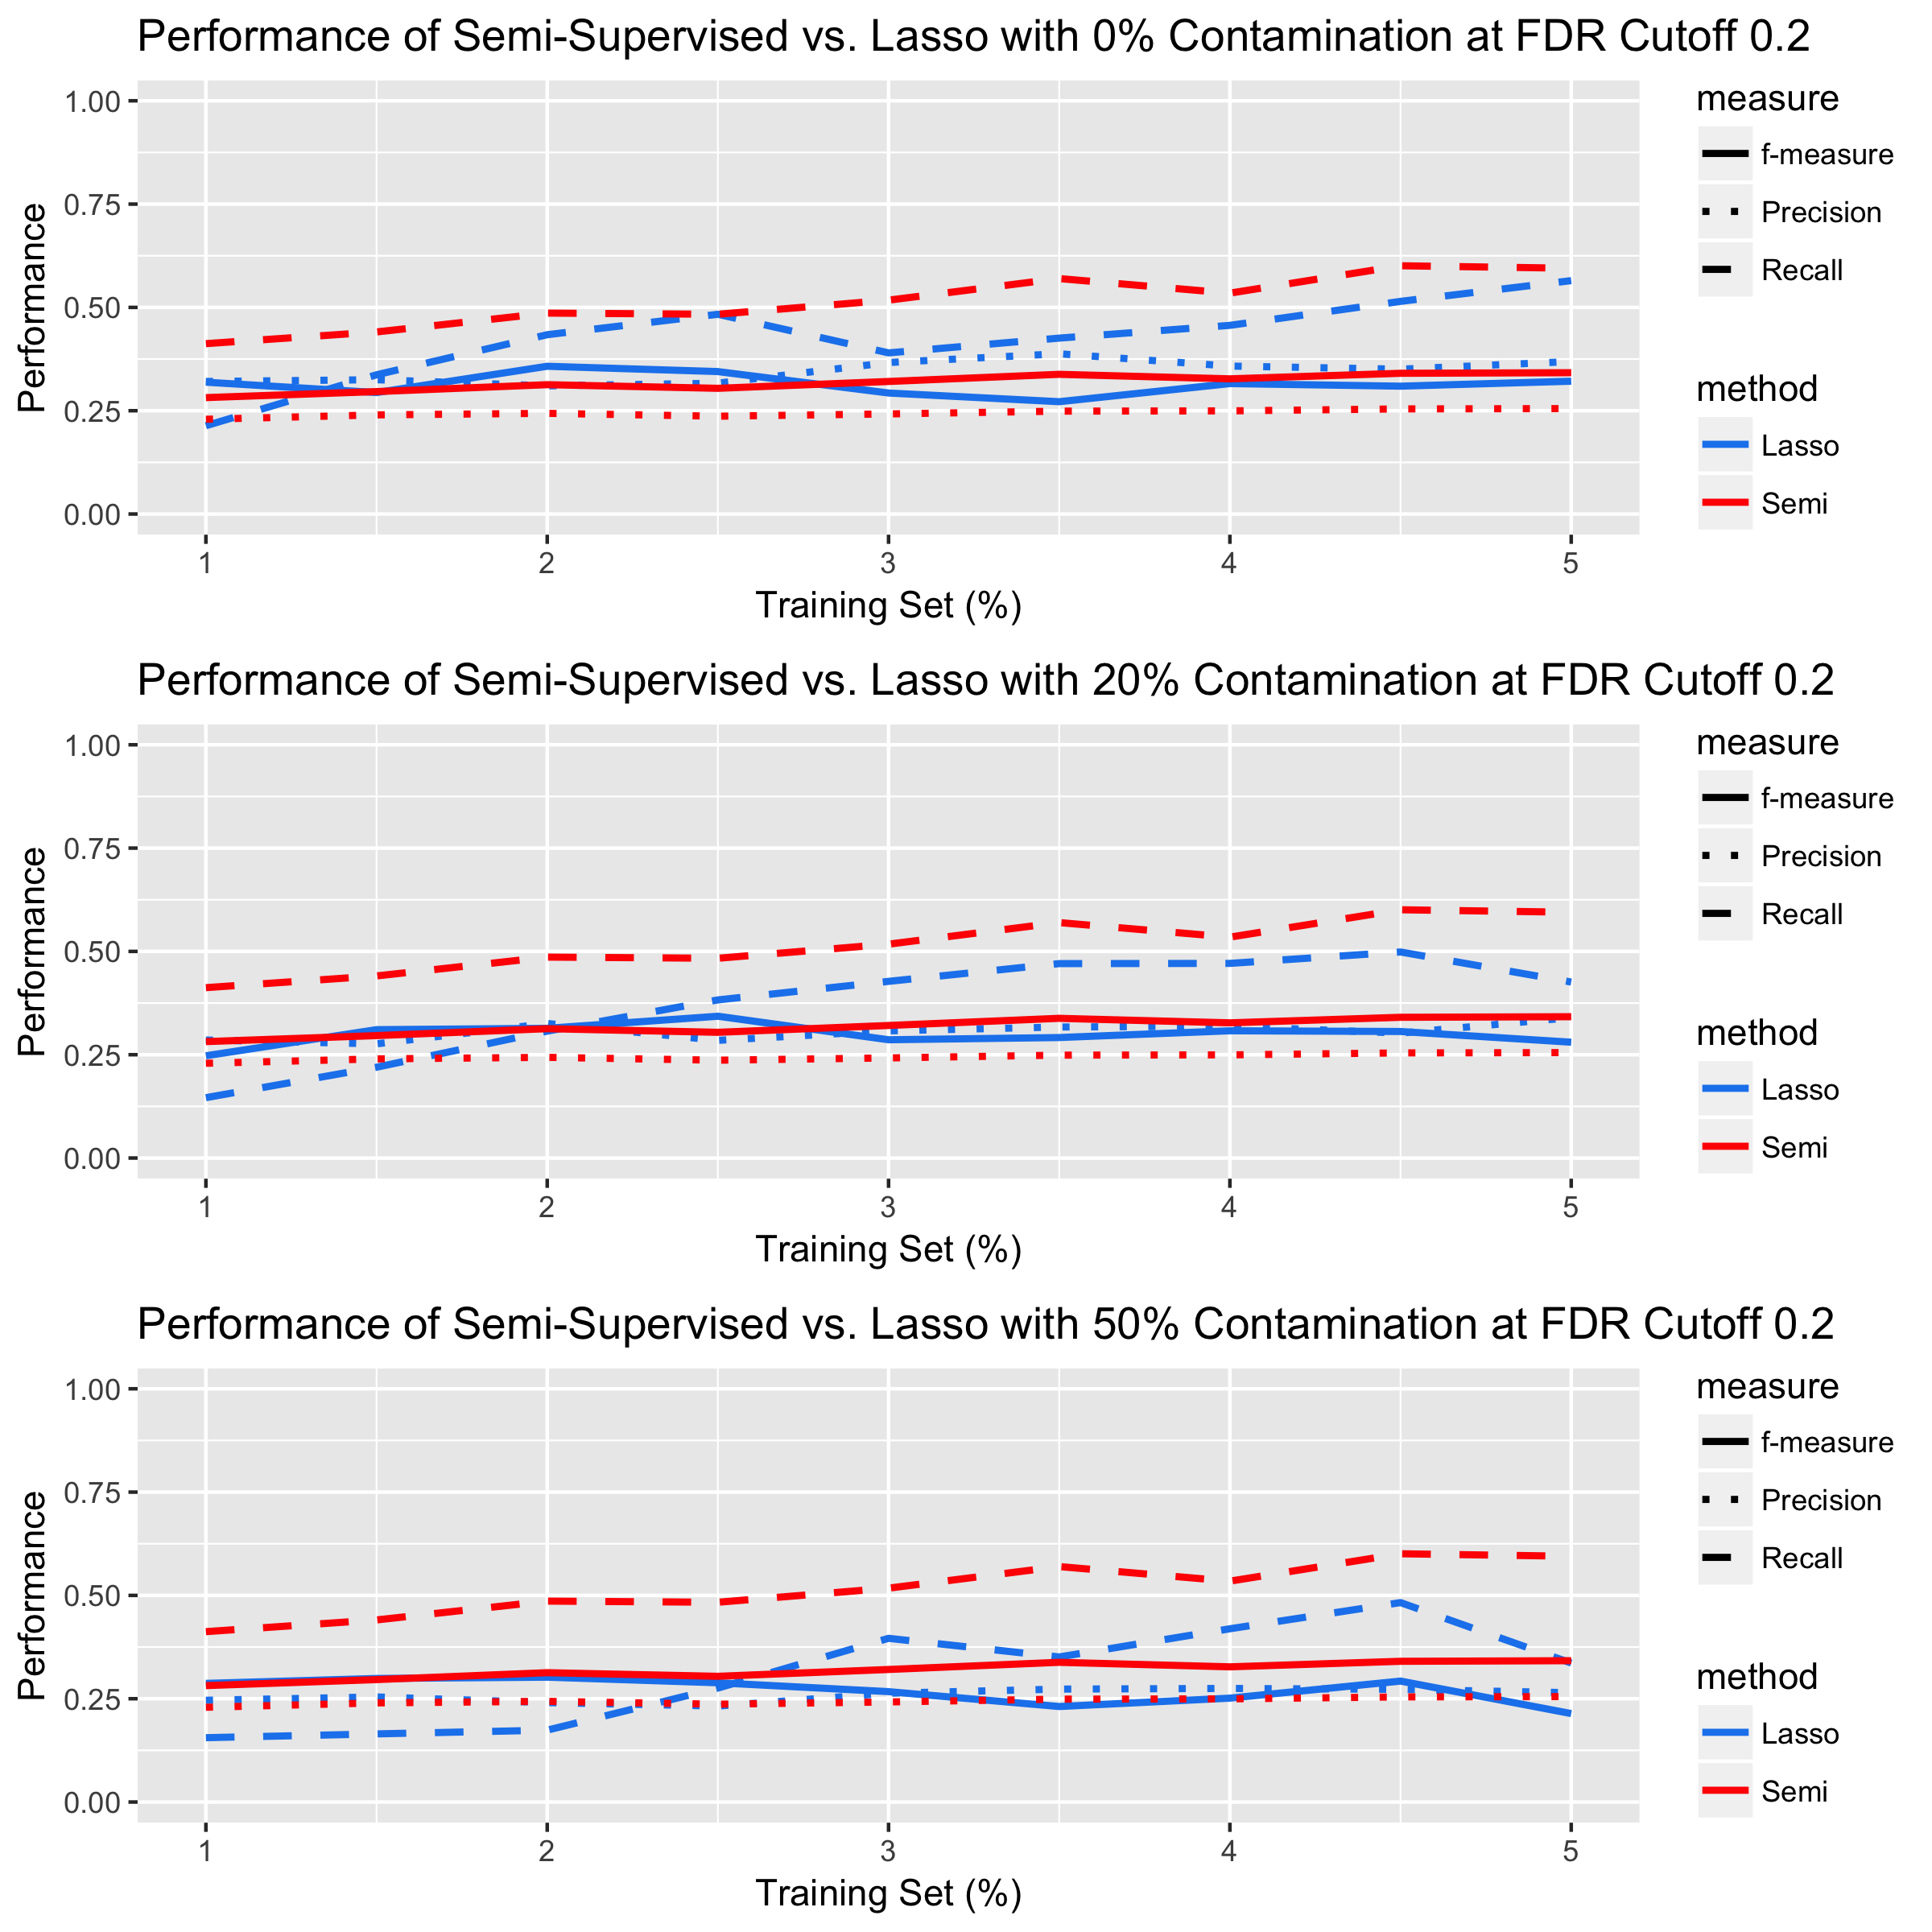 Performance of Semi-Supervised vs. Lasso with 0% Contamination at FDR Cutoff 0.2
Performance
1.00
0.75
0.50
0.25
0.00
1 2 3 4 5
Training Set (%)
measure
f-measure
Precision
Recall
method
Lasso
Semi
Performance of Semi-Supervised vs. Lasso with 20% Contamination at FDR Cutoff 0.2
Performance
1.00
0.75
0.50
0.25
0.00
1 2 3 4 5
Training Set (%)
measure
f-measure
Precision
Recall
method
Lasso
Semi
Performance of Semi-Supervised vs. Lasso with 50% Contamination at FDR Cutoff 0.2
Performance
1.00
0.75
0.50
0.25
0.00
1 2 3 4 5
Training Set (%)
measure
f-measure
Precision
Recall
method
Lasso
Semi